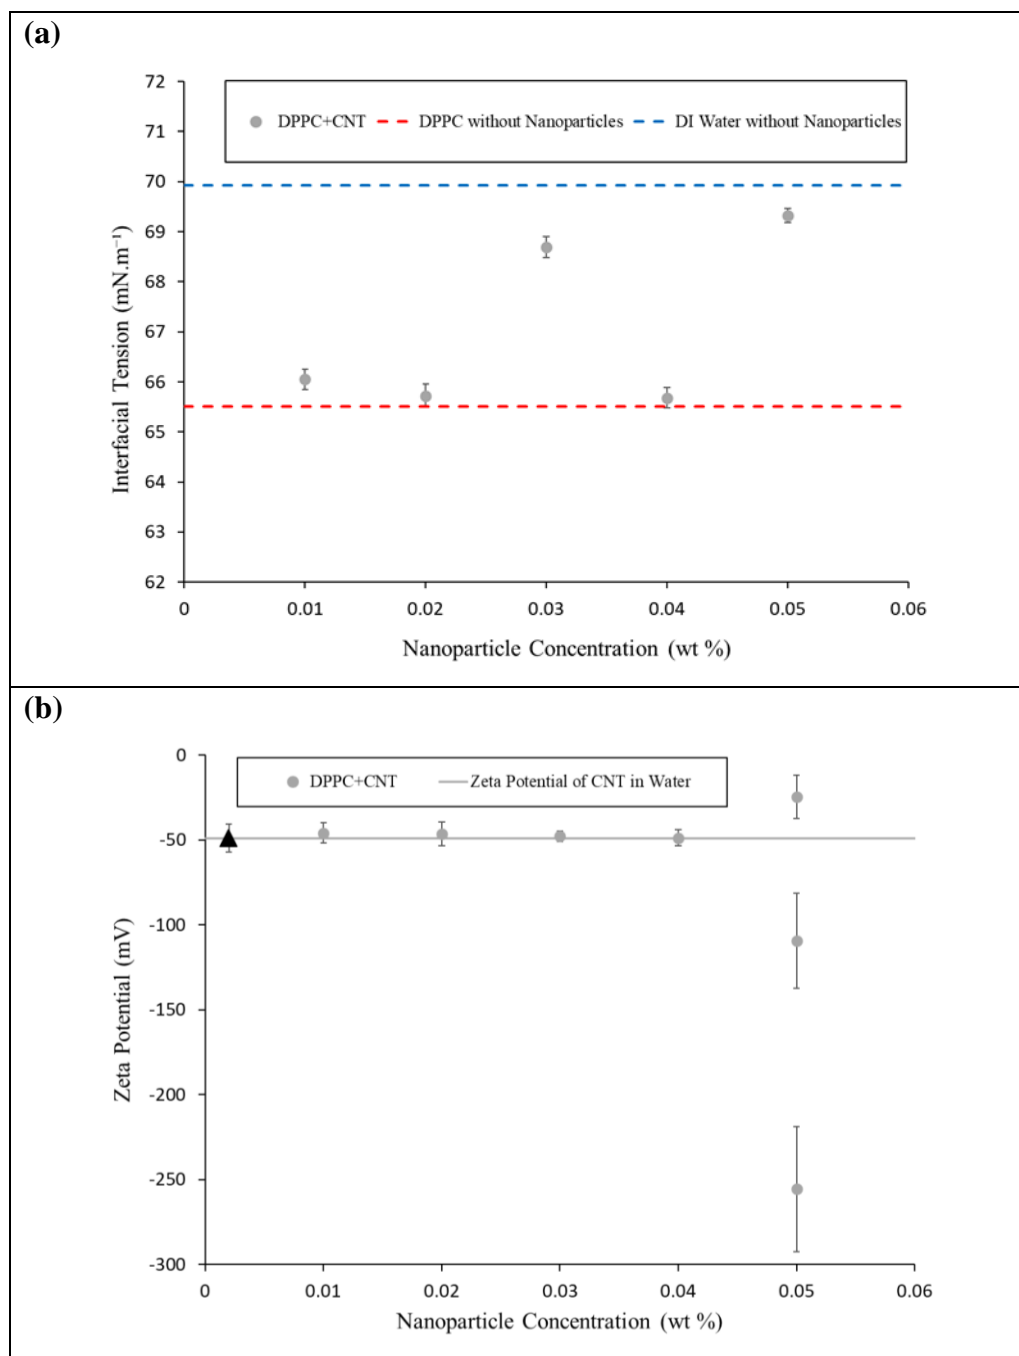 (a)
72
DPPC+CNT DPPC without Nanoparticles DI Water without Nanoparticles
71
70
69
68
67
66
65
64
63
62
Interfacial Tension (mN.m⁻¹)
0 0.01 0.02 0.03 0.04 0.05 0.06
Nanoparticle Concentration (wt %)
(b)
0
DPPC+CNT Zeta Potential of CNT in Water
-50
-100
-150
-200
-250
-300
Zeta Potential (mV)
0 0.01 0.02 0.03 0.04 0.05 0.06
Nanoparticle Concentration (wt %)